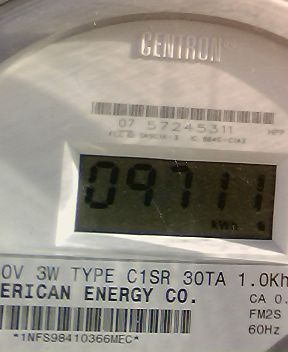 CENTRON
07 57245311
09711
kWh
0V 3W TYPE C1SR 30TA 1.0Kh
ERICAN ENERGY CO.
CA 0.
FM2S
*1NFS98410366MEC*
60Hz